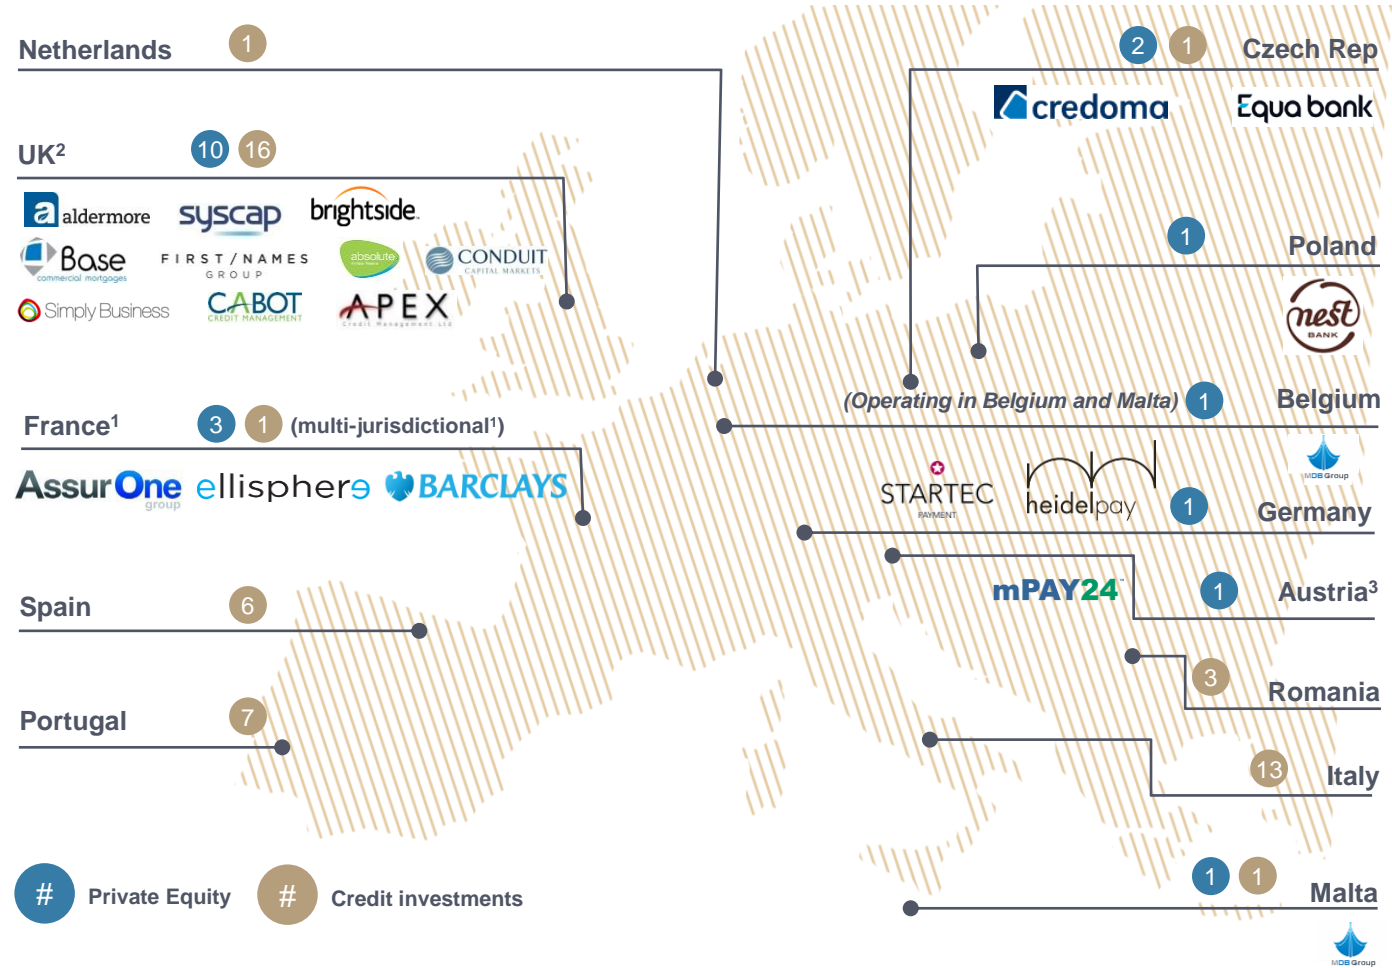 Netherlands 1
UK2 10 16
aldermore syscap brightside.
Base commercial mortgages FIRST/NAMES GROUP absolute CONDUIT CAPITAL MARKETS
Simply Business CABOT CREDIT MANAGEMENT APEX Credit Management Ltd
France1 3 1 (multi-jurisdictional1)
AssurOne group ellisphere BARCLAYS
Spain 6
Portugal 7
# Private Equity # Credit investments
2 1 Czech Rep
credoma Equa bank
1 Poland
nest BANK
(Operating in Belgium and Malta) 1 Belgium
MDB Group
STARTEC PAYMENT heidelpay 1 Germany
mPAY24 1 Austria3
3 Romania
13 Italy
1 1 Malta
MDB Group